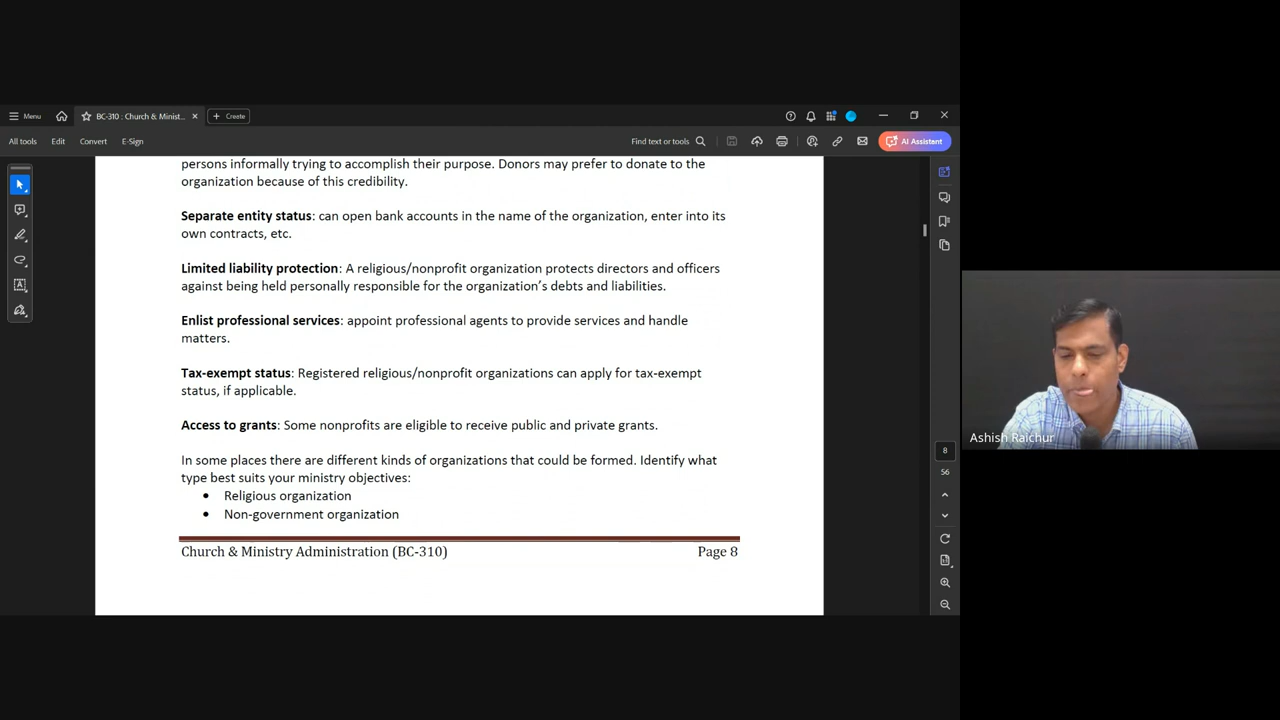 Menu
BC-310 : Church & Minist...
Create
All tools
Edit
Convert
E-Sign
Find text or tools
AI Assistant
persons informally trying to accomplish their purpose. Donors may prefer to donate to the
organization because of this credibility.
Separate entity status: can open bank accounts in the name of the organization, enter into its
own contracts, etc.
Limited liability protection: A religious/nonprofit organization protects directors and officers
against being held personally responsible for the organization's debts and liabilities.
Enlist professional services: appoint professional agents to provide services and handle
matters.
Tax-exempt status: Registered religious/nonprofit organizations can apply for tax-exempt
status, if applicable.
Access to grants: Some nonprofits are eligible to receive public and private grants.
In some places there are different kinds of organizations that could be formed. Identify what
type best suits your ministry objectives:
• Religious organization
• Non-government organization
Church & Ministry Administration (BC-310) Page 8
8
56
Ashish Raichur